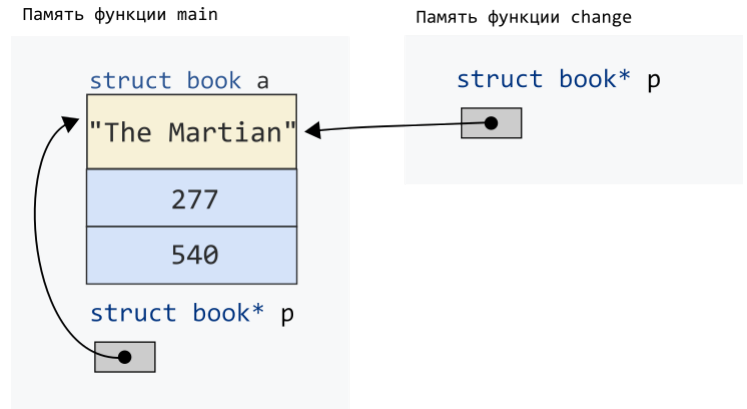 Память функции main
struct book a
"The Martian"
277
540
struct book* p
Память функции change
struct book* p